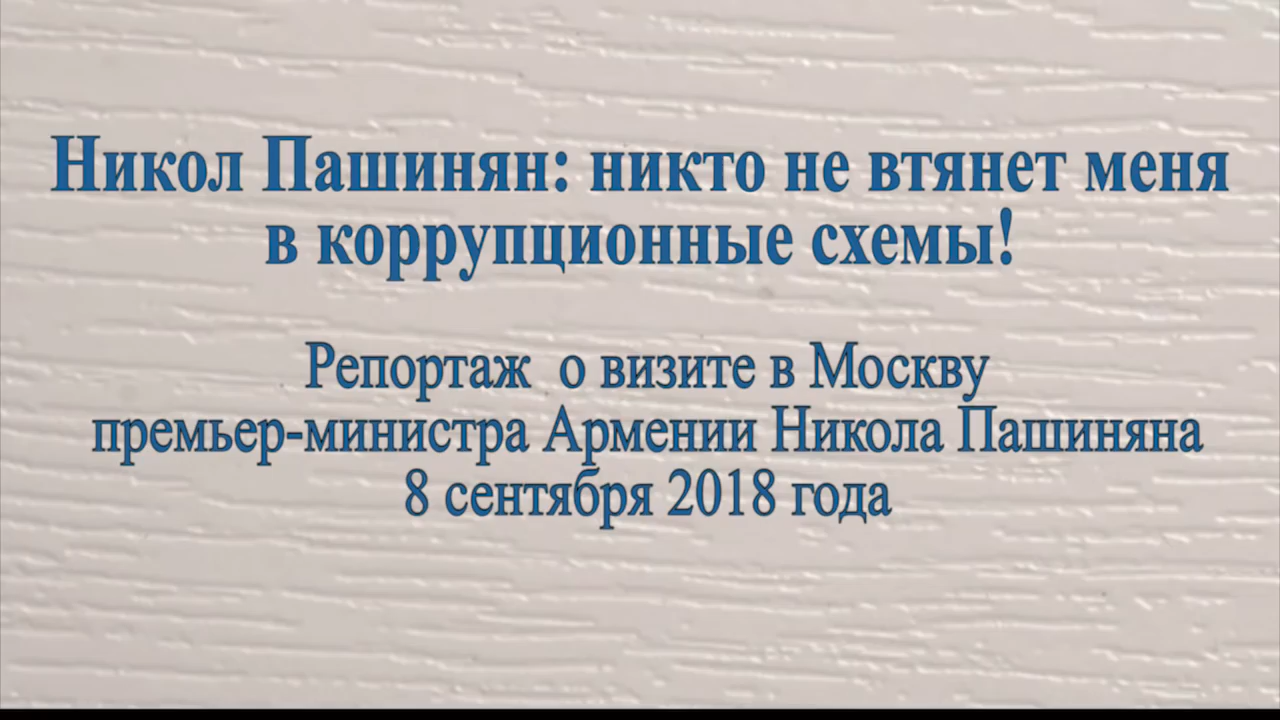 Никол Пашинян: никто не втянет меня
в коррупционные схемы!
Репортаж о визите в Москву
премьер-министра Армении Никола Пашиняна
8 сентября 2018 года